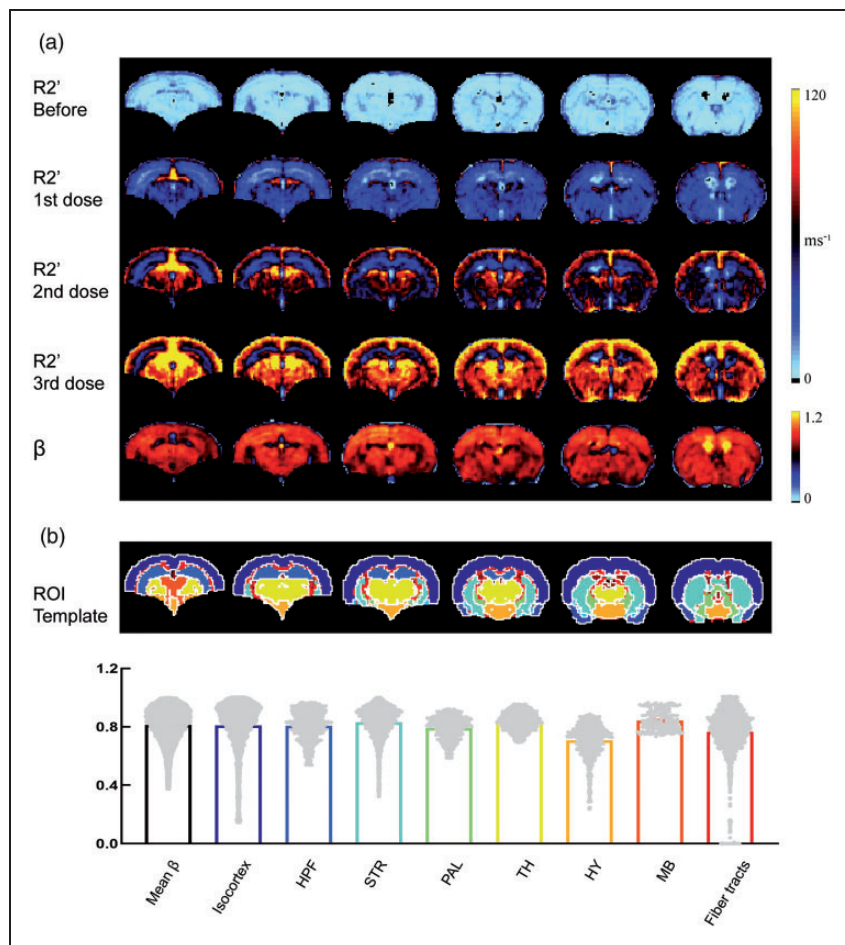 (a)
R2'
Before
R2'
1st dose
R2'
2nd dose
R2'
3rd dose
β
120
ms⁻¹
0
1.2
0
(b)
ROI
Template
1.2
0.8
0.4
0.0
Mean β
Isocortex
HPF
STR
PAL
TH
HY
MB
Fiber tracts